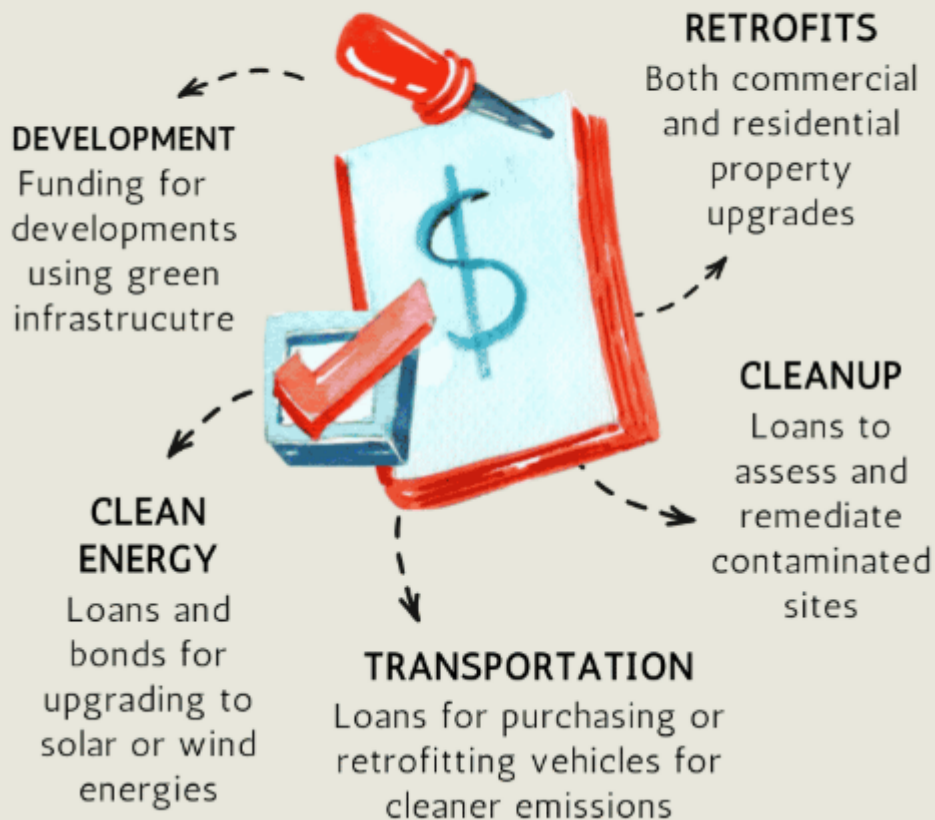 RETROFITS
Both commercial
and residential
property
upgrades
DEVELOPMENT
Funding for
developments
using green
infrastrucutre
$
CLEANUP
Loans to
assess and
remediate
contaminated
sites
CLEAN
ENERGY
Loans and
bonds for
upgrading to
solar or wind
energies
TRANSPORTATION
Loans for purchasing or
retrofitting vehicles for
cleaner emissions